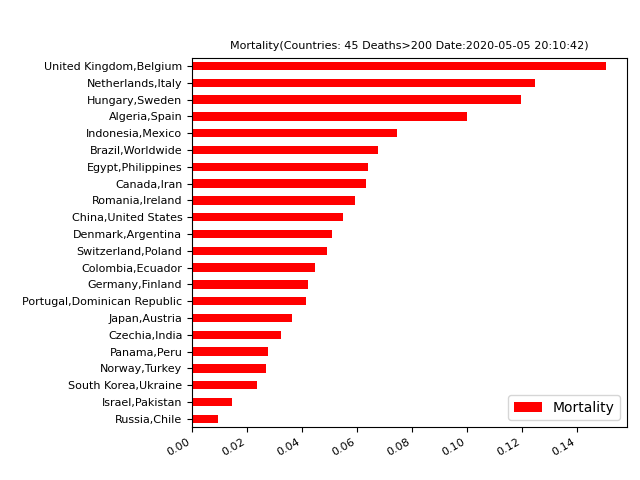 Mortality(Countries: 45 Deaths>200 Date:2020-05-05 20:10:42)
United Kingdom,Belgium
Netherlands,Italy
Hungary,Sweden
Algeria,Spain
Indonesia,Mexico
Brazil,Worldwide
Egypt,Philippines
Canada,Iran
Romania,Ireland
China,United States
Denmark,Argentina
Switzerland,Poland
Colombia,Ecuador
Germany,Finland
Portugal,Dominican Republic
Japan,Austria
Czechia,India
Panama,Peru
Norway,Turkey
South Korea,Ukraine
Israel,Pakistan
Russia,Chile
Mortality
0.00 0.02 0.04 0.06 0.08 0.10 0.12 0.14